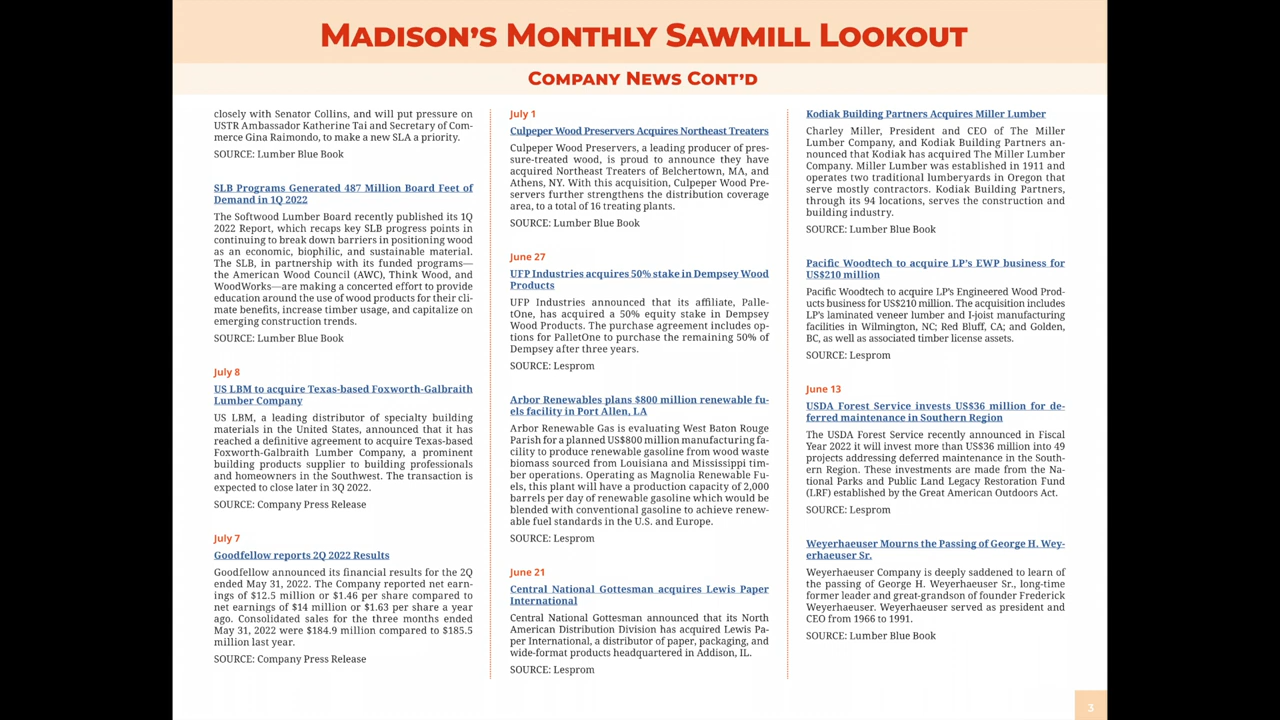 Madison's Monthly Sawmill Lookout
Company News Cont'd
closely with Senator Collins, and will put pressure on
USTR Ambassador Katherine Tai and Secretary of Com-
merce Gina Raimondo, to make a new SLA a priority.
SOURCE: Lumber Blue Book
SLB Programs Generated 487 Million Board Feet of
Demand in 1Q 2022
The Softwood Lumber Board recently published its 1Q
2022 Report, which recaps key SLB progress points in
continuing to break down barriers in positioning wood
as an economic, biophilic, and sustainable material.
The SLB, in partnership with its funded programs—
the American Wood Council (AWC), Think Wood, and
WoodWorks—are making a concerted effort to provide
education around the use of wood products for their cli-
mate benefits, increase timber usage, and capitalize on
emerging construction trends.
SOURCE: Lumber Blue Book
July 8
US LBM to acquire Texas-based Foxworth-Galbraith
Lumber Company
US LBM, a leading distributor of specialty building
materials in the United States, announced that it has
reached a definitive agreement to acquire Texas-based
Foxworth-Galbraith Lumber Company, a prominent
building products supplier to building professionals
and homeowners in the Southwest. The transaction is
expected to close later in 3Q 2022.
SOURCE: Company Press Release
July 7
Goodfellow reports 2Q 2022 Results
Goodfellow announced its financial results for the 2Q
ended May 31, 2022. The Company reported net earn-
ings of $12.5 million or $1.46 per share compared to
net earnings of $14 million or $1.63 per share a year
ago. Consolidated sales for the three months ended
May 31, 2022 were $184.9 million compared to $185.5
million last year.
SOURCE: Company Press Release
July 1
Culpeper Wood Preservers Acquires Northeast Treaters
Culpeper Wood Preservers, a leading producer of pres-
sure-treated wood, is proud to announce they have
acquired Northeast Treaters of Belchertown, MA, and
Athens, NY. With this acquisition, Culpeper Wood Pre-
servers further strengthens the distribution coverage
area, to a total of 16 treating plants.
SOURCE: Lumber Blue Book
June 27
UFP Industries acquires 50% stake in Dempsey Wood
Products
UFP Industries announced that its affiliate, Palle-
tOne, has acquired a 50% equity stake in Dempsey
Wood Products. The purchase agreement includes op-
tions for PalletOne to purchase the remaining 50% of
Dempsey after three years.
SOURCE: Lesprom
Arbor Renewables plans $800 million renewable fu-
els facility in Port Allen, LA
Arbor Renewable Gas is evaluating West Baton Rouge
Parish for a planned US$800 million manufacturing fa-
cility to produce renewable gasoline from wood waste
biomass sourced from Louisiana and Mississippi tim-
ber operations. Operating as Magnolia Renewable Fu-
els, this plant will have a production capacity of 2,000
barrels per day of renewable gasoline which would be
blended with conventional gasoline to achieve renew-
able fuel standards in the U.S. and Europe.
SOURCE: Lesprom
June 21
Central National Gottesman acquires Lewis Paper
International
Central National Gottesman announced that its North
American Distribution Division has acquired Lewis Pa-
per International, a distributor of paper, packaging, and
wide-format products headquartered in Addison, IL.
SOURCE: Lesprom
Kodiak Building Partners Acquires Miller Lumber
Charley Miller, President and CEO of The Miller
Lumber Company, and Kodiak Building Partners an-
nounced that Kodiak has acquired The Miller Lumber
Company. Miller Lumber was established in 1911 and
operates two traditional lumberyards in Oregon that
serve mostly contractors. Kodiak Building Partners,
through its 94 locations, serves the construction and
building industry.
SOURCE: Lumber Blue Book
Pacific Woodtech to acquire LP's EWP business for
US$210 million
Pacific Woodtech to acquire LP's Engineered Wood Prod-
ucts business for US$210 million. The acquisition includes
LP's laminated veneer lumber and I-joist manufacturing
facilities in Wilmington, NC; Red Bluff, CA; and Golden,
BC, as well as associated timber license assets.
SOURCE: Lesprom
June 13
USDA Forest Service invests US$36 million for de-
ferred maintenance in Southern Region
The USDA Forest Service recently announced in Fiscal
Year 2022 it will invest more than US$36 million into 49
projects addressing deferred maintenance in the South-
ern Region. These investments are made from the Na-
tional Parks and Public Land Legacy Restoration Fund
(LRF) established by the Great American Outdoors Act.
SOURCE: Lesprom
Weyerhaeuser Mourns the Passing of George H. Wey-
erhaeuser Sr.
Weyerhaeuser Company is deeply saddened to learn of
the passing of George H. Weyerhaeuser Sr., long-time
former leader and great-grandson of founder Frederick
Weyerhaeuser. Weyerhaeuser served as president and
CEO from 1966 to 1991.
SOURCE: Lumber Blue Book
3